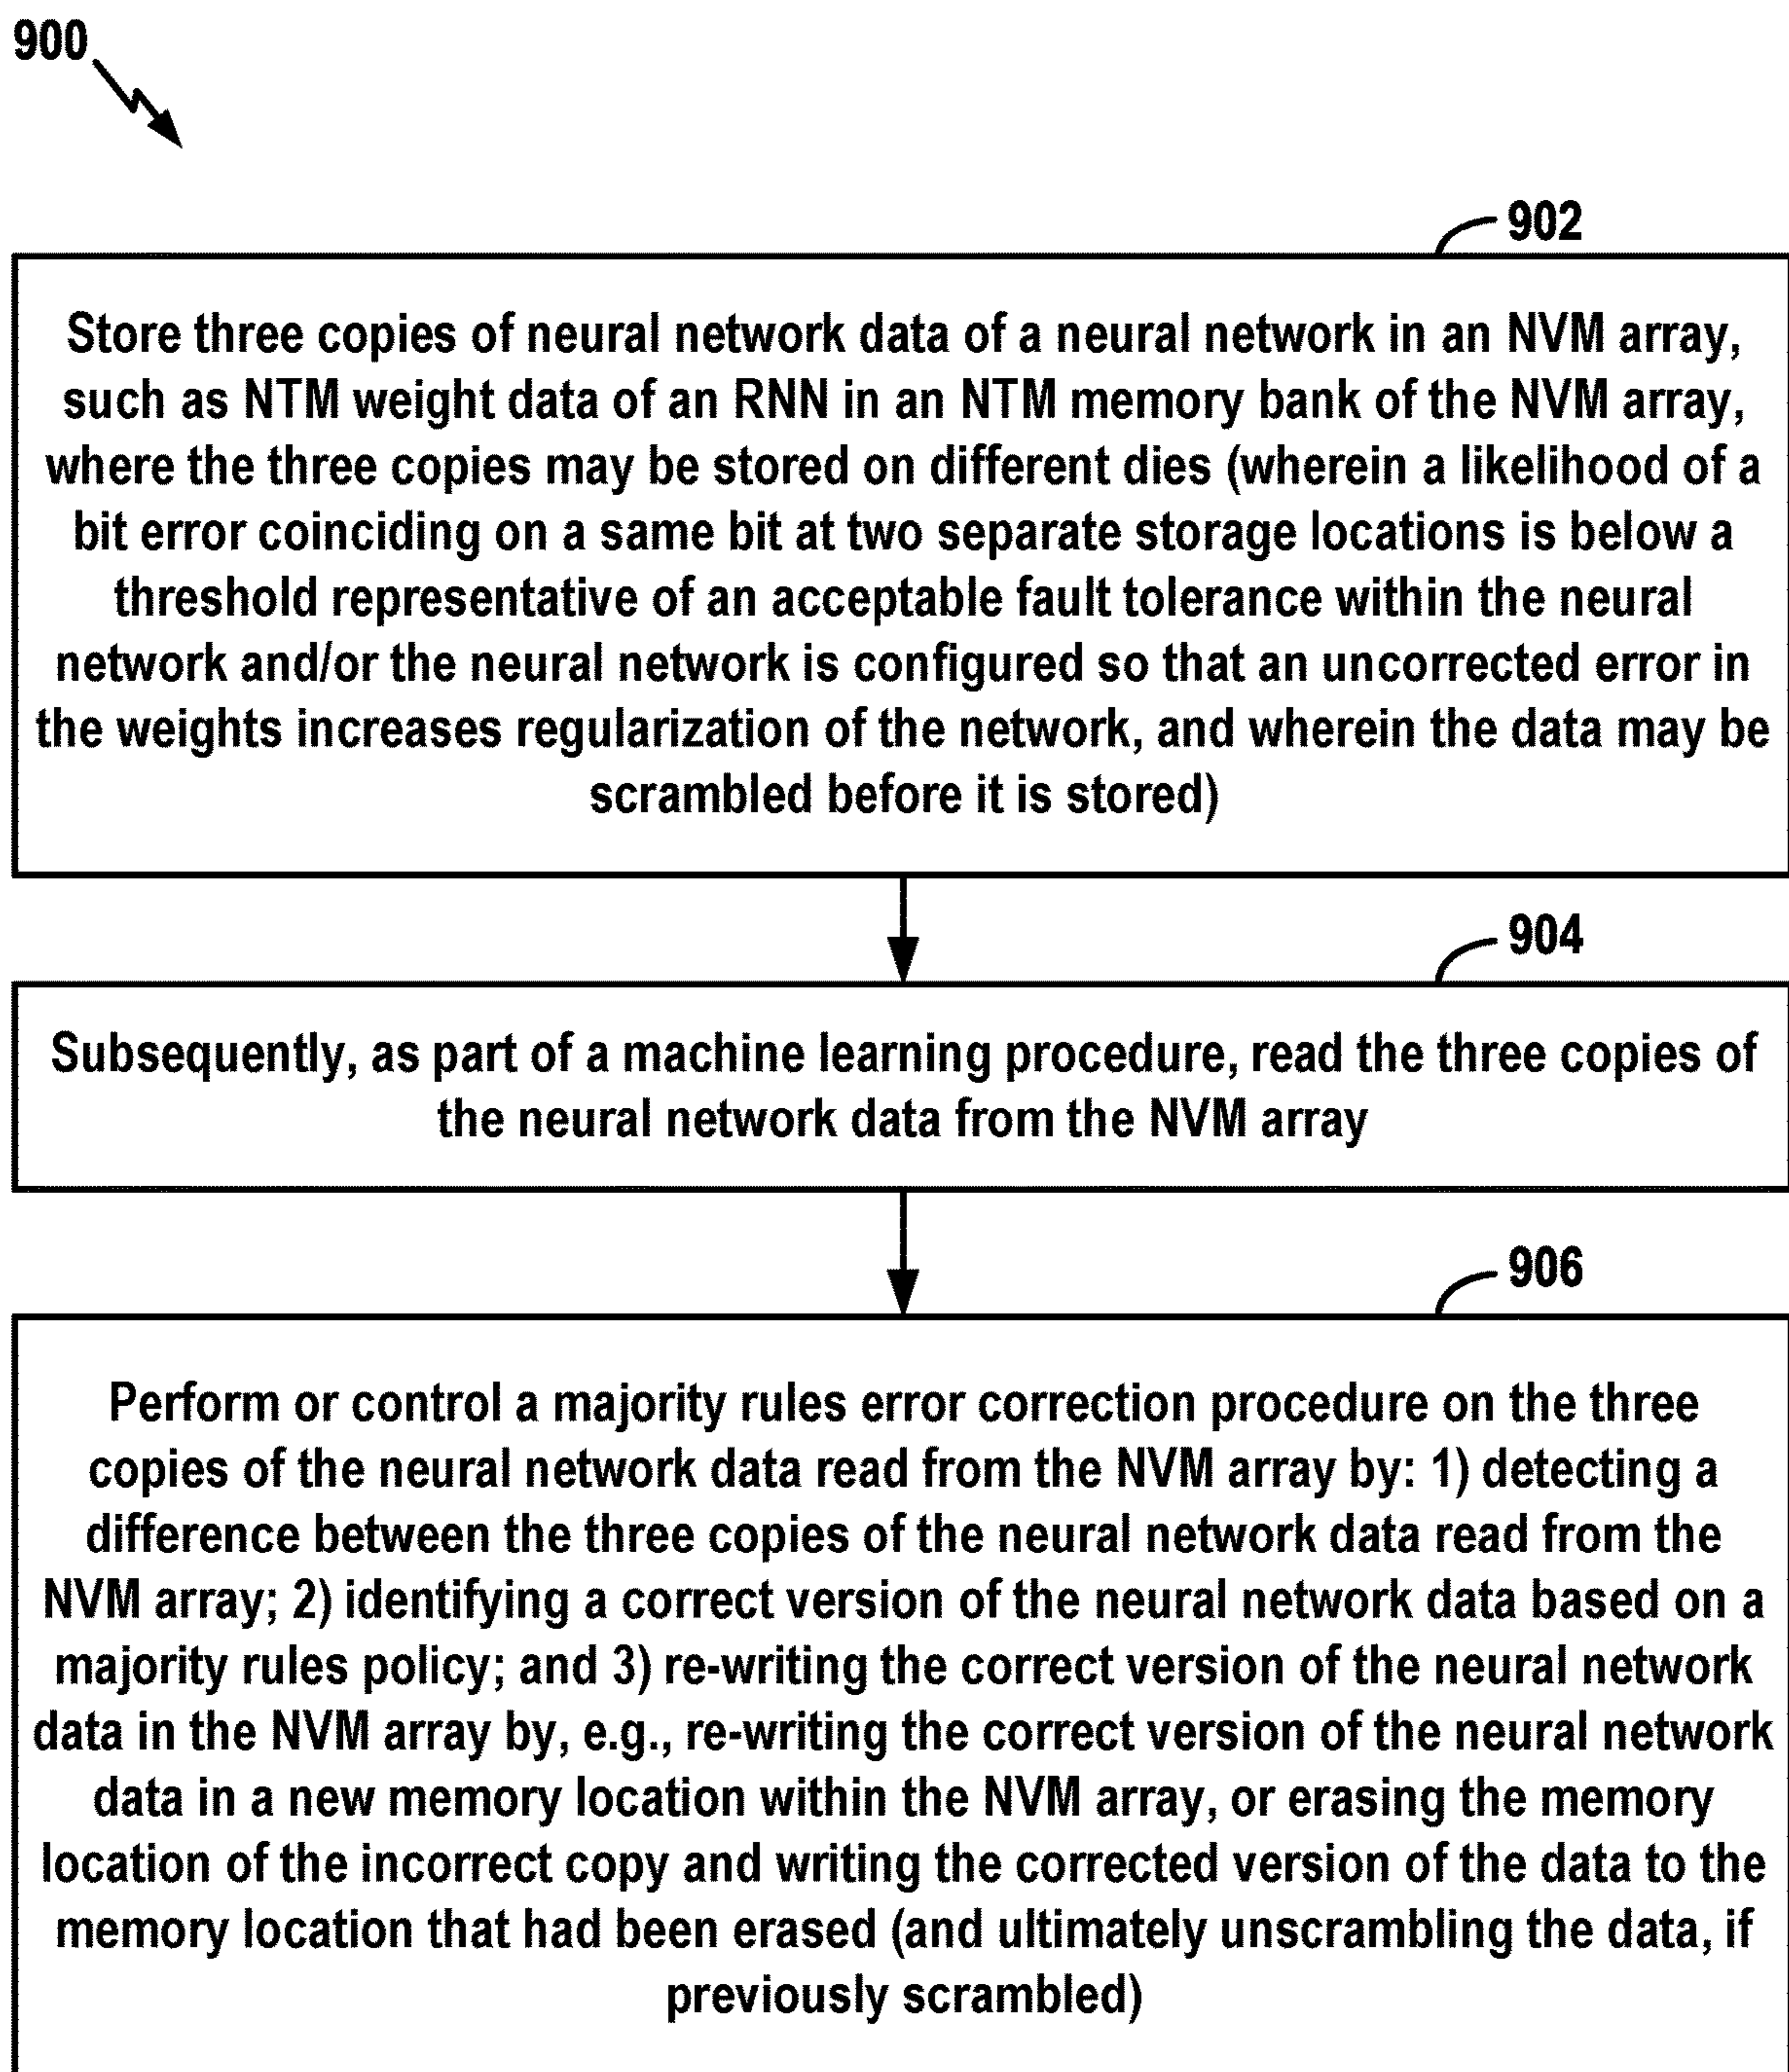 900
902
Store three copies of neural network data of a neural network in an NVM array,
such as NTM weight data of an RNN in an NTM memory bank of the NVM array,
where the three copies may be stored on different dies (wherein a likelihood of a
bit error coinciding on a same bit at two separate storage locations is below a
threshold representative of an acceptable fault tolerance within the neural
network and/or the neural network is configured so that an uncorrected error in
the weights increases regularization of the network, and wherein the data may be
scrambled before it is stored)
904
Subsequently, as part of a machine learning procedure, read the three copies of
the neural network data from the NVM array
906
Perform or control a majority rules error correction procedure on the three
copies of the neural network data read from the NVM array by: 1) detecting a
difference between the three copies of the neural network data read from the
NVM array; 2) identifying a correct version of the neural network data based on a
majority rules policy; and 3) re-writing the correct version of the neural network
data in the NVM array by, e.g., re-writing the correct version of the neural network
data in a new memory location within the NVM array, or erasing the memory
location of the incorrect copy and writing the corrected version of the data to the
memory location that had been erased (and ultimately unscrambling the data, if
previously scrambled)